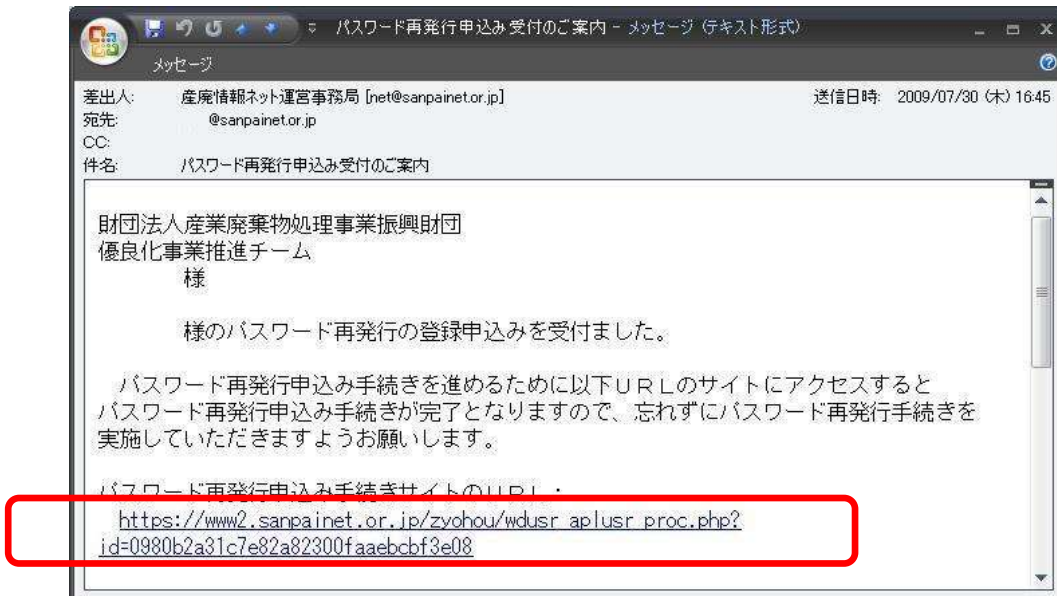 パスワード再発行申込み受付のご案内 - メッセージ (テキスト形式)
メッセージ
差出人: 産廃情報ネット運営事務局 [net@sanpainet.or.jp] 送信日時: 2009/07/30 (木) 16:45
宛先: @sanpainet.or.jp
CC:
件名: パスワード再発行申込み受付のご案内
財団法人産業廃棄物処理事業振興財団
優良化事業推進チーム
様
様のパスワード再発行の登録申込みを受付ました。
パスワード再発行申込み手続きを進めるために以下ＵＲＬのサイトにアクセスすると
パスワード再発行申込み手続きが完了となりますので、忘れずにパスワード再発行手続きを
実施していただきますようお願いします。
パスワード再発行申込み手続きサイトのＵＲＬ：
https://www2.sanpainet.or.jp/zyohou/wdusr_aplusr_proc.php?
id=0980b2a31c7e82a82300faaebcbf3e08